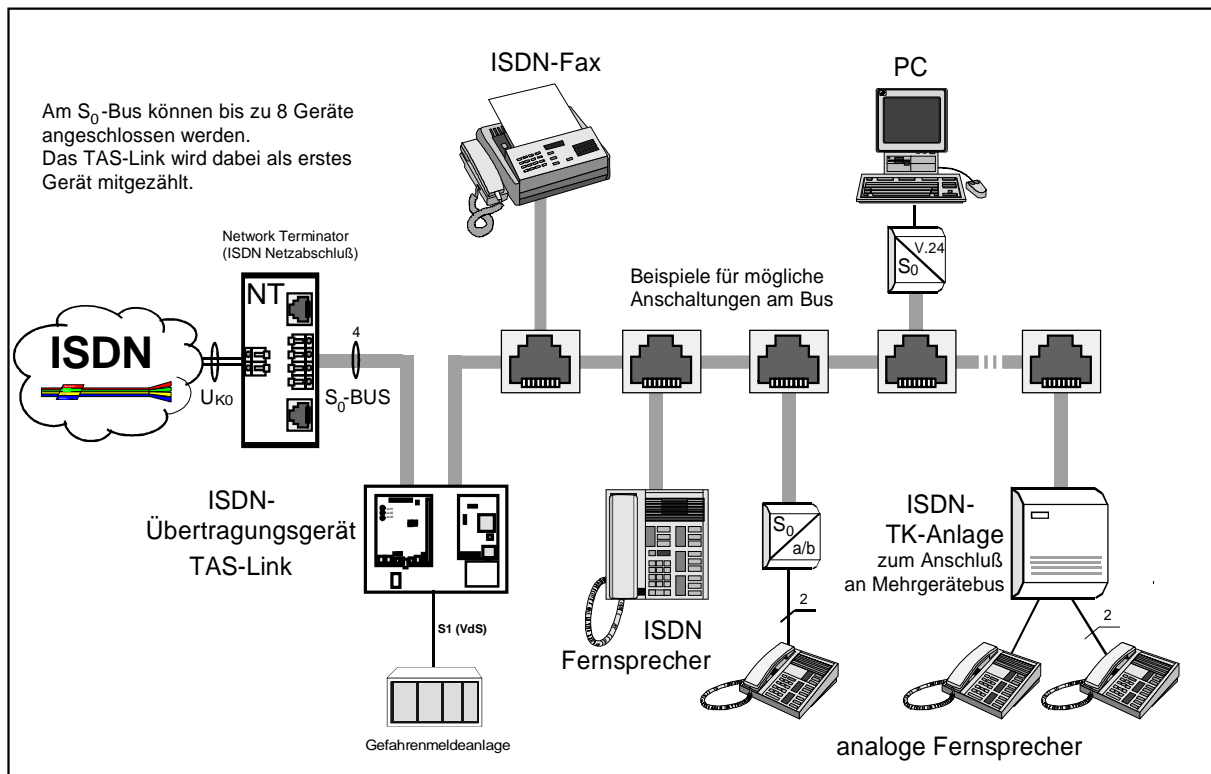 ISDN-Fax
PC
Am S0-Bus können bis zu 8 Geräte
angeschlossen werden.
Das TAS-Link wird dabei als erstes
Gerät mitgezählt.
Network Terminator
(ISDN Netzabschluß)
NT
V.24
S0
Beispiele für mögliche
Anschaltungen am Bus
4
ISDN
UK0
S0-BUS
ISDN-
Übertragungsgerät
TAS-Link
S0
a/b
ISDN-
TK-Anlage
zum Anschluß
an Mehrgerätebus
2
2
S1 (VdS)
ISDN
Fernsprecher
Gefahrenmeldeanlage
analoge Fernsprecher